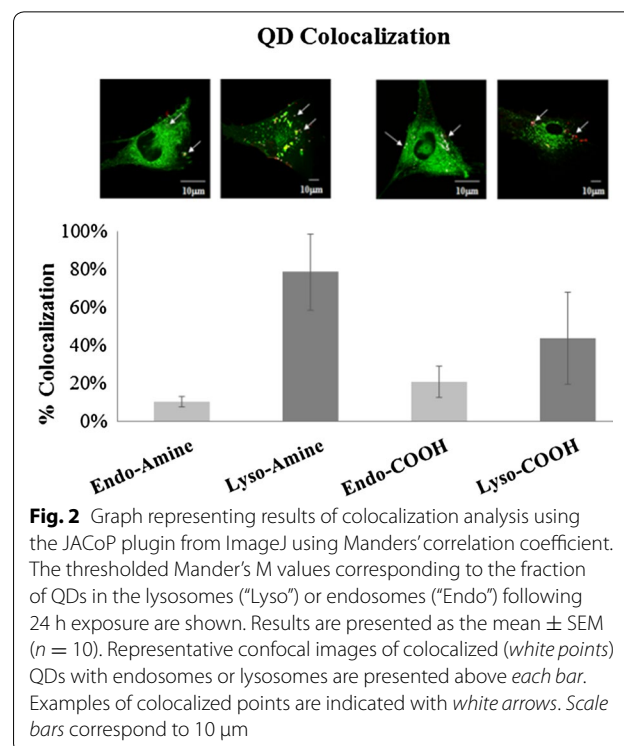 QD Colocalization
10μm
10μm
10μm
10μm
100%
80%
60%
40%
20%
0%
% Colocalization
Endo-Amine
Lyso-Amine
Endo-COOH
Lyso-COOH
Fig. 2 Graph representing results of colocalization analysis using
the JACoP plugin from ImageJ using Manders’ correlation coefficient.
The thresholded Mander’s M values corresponding to the fraction
of QDs in the lysosomes (“Lyso”) or endosomes (“Endo”) following
24 h exposure are shown. Results are presented as the mean ± SEM
(n = 10). Representative confocal images of colocalized (white points)
QDs with endosomes or lysosomes are presented above each bar.
Examples of colocalized points are indicated with white arrows. Scale
bars correspond to 10 μm